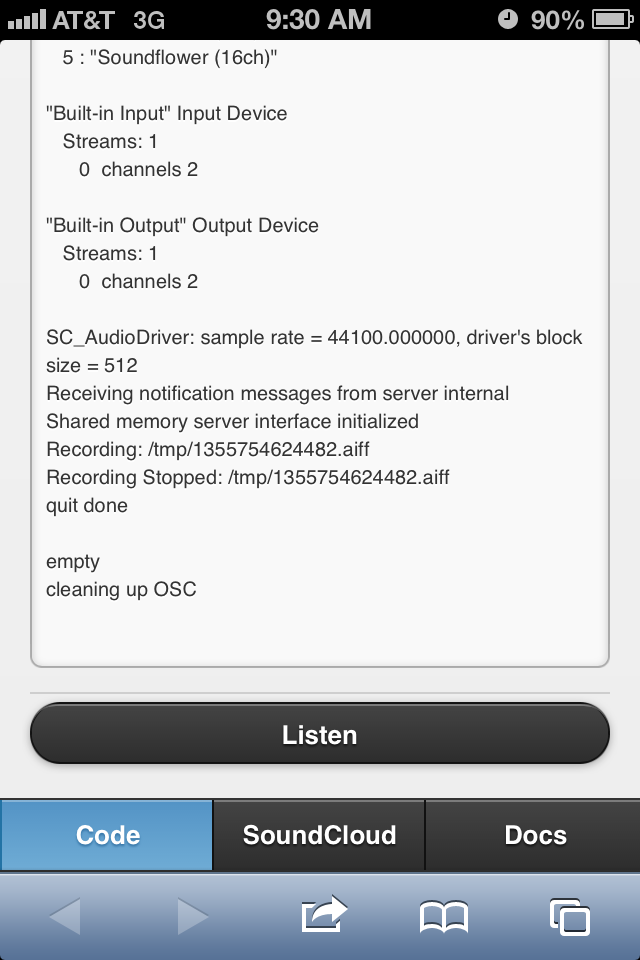 AT&T 3G 9:30 AM 90%
5 : "Soundflower (16ch)"
"Built-in Input" Input Device
Streams: 1
0 channels 2
"Built-in Output" Output Device
Streams: 1
0 channels 2
SC_AudioDriver: sample rate = 44100.000000, driver's block
size = 512
Receiving notification messages from server internal
Shared memory server interface initialized
Recording: /tmp/1355754624482.aiff
Recording Stopped: /tmp/1355754624482.aiff
quit done
empty
cleaning up OSC
Listen
Code SoundCloud Docs